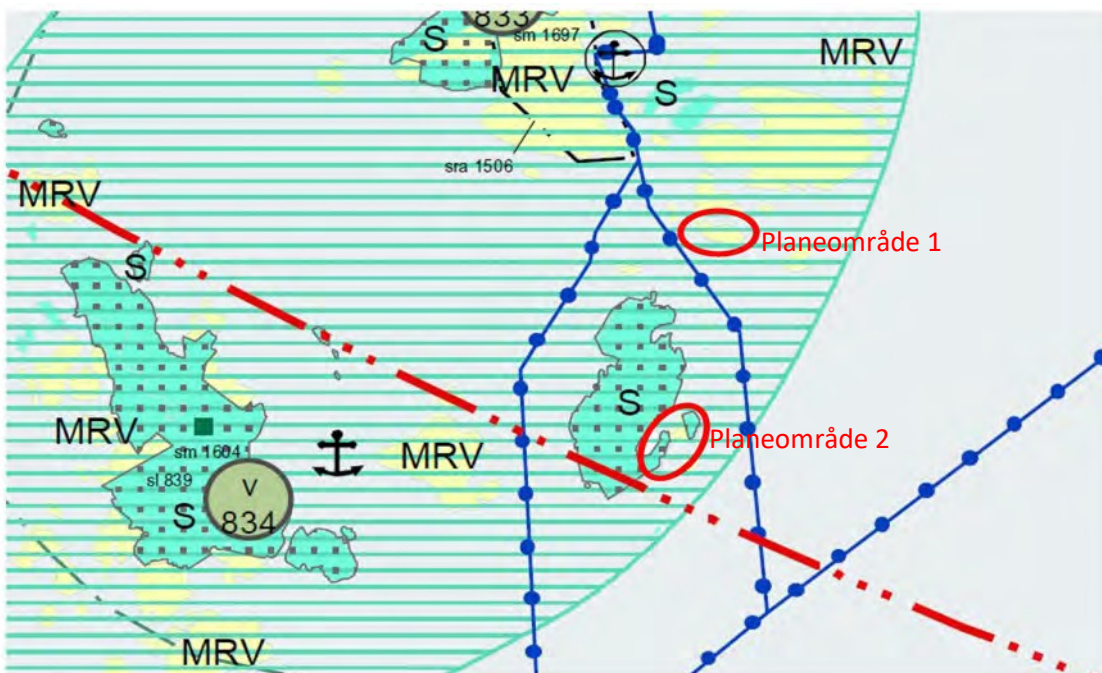 833
S
sm 1697
MRV
MRV
S
sra 1506
MRV
Planeområde 1
S
S
MRV
Planeområde 2
sm 1604
MRV
sl 839
V
S
834
MRV